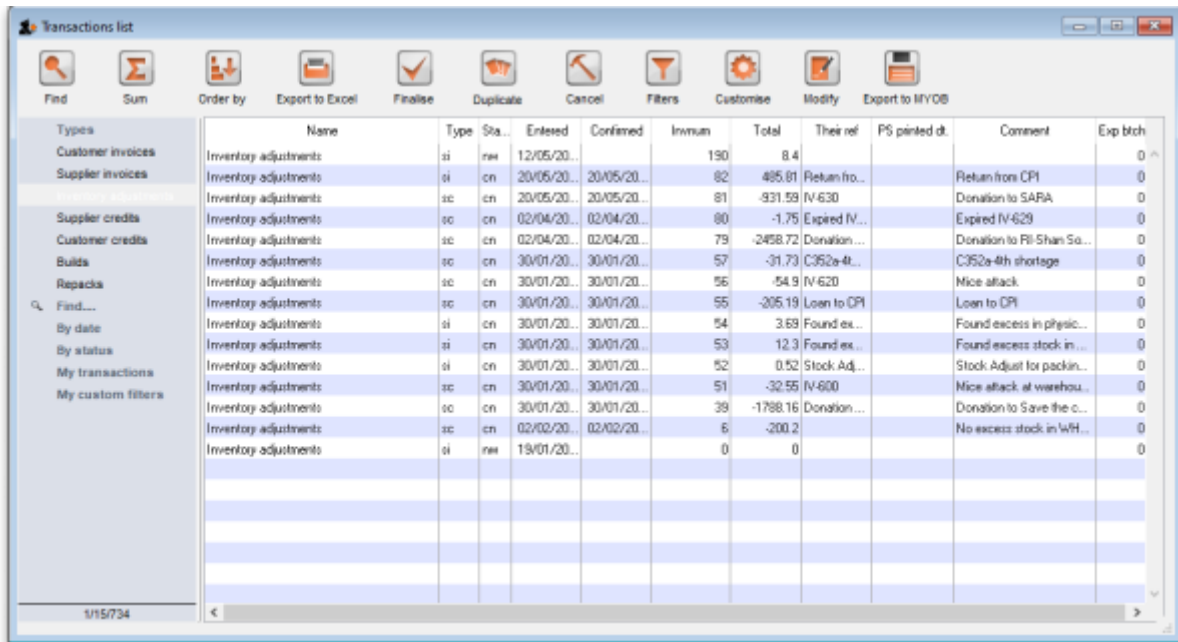 Transactions list
Find Sum Order by Export to Excel Finalise Duplicate Cancel Filters Customise Modify Export to MYOB
Types
Customer invoices
Supplier invoices
Inventory adjustments
Supplier credits
Customer credits
Builds
Repacks
Find....
By date
By status
My transactions
My custom filters
1/15/734
Name Type Sta... Entered Confirmed Invnum Total Their ref PS printed dt. Comment Exp btch
Inventory adjustments si nw 12/05/20... 190 8.4 0
Inventory adjustments si cn 20/05/20... 20/05/20... 82 485.81 Return fro... Return from CPI 0
Inventory adjustments sc cn 20/05/20... 20/05/20... 81 -931.59 IV-630 Donation to SARA 0
Inventory adjustments sc cn 02/04/20... 02/04/20... 80 -1.75 Expired IV... Expired IV-629 0
Inventory adjustments sc cn 02/04/20... 02/04/20... 79 -2458.72 Donation ... Donation to RI-Shan So... 0
Inventory adjustments sc cn 30/01/20... 30/01/20... 57 -31.73 C352a-4t... C352a-4th shortage 0
Inventory adjustments sc cn 30/01/20... 30/01/20... 56 -54.9 IV-620 Mice attack 0
Inventory adjustments sc cn 30/01/20... 30/01/20... 55 -205.19 Loan to CPI Loan to CPI 0
Inventory adjustments si cn 30/01/20... 30/01/20... 54 3.69 Found ex... Found excess in physic... 0
Inventory adjustments si cn 30/01/20... 30/01/20... 53 12.3 Found ex... Found excess stock in ... 0
Inventory adjustments si cn 30/01/20... 30/01/20... 52 0.52 Stock Adj... Stock Adjust for packin... 0
Inventory adjustments sc cn 30/01/20... 30/01/20... 51 -32.55 IV-600 Mice attack at warehou... 0
Inventory adjustments sc cn 30/01/20... 30/01/20... 39 -1788.16 Donation ... Donation to Save the c... 0
Inventory adjustments sc cn 02/02/20... 02/02/20... 6 -200.2 No excess stock in WH... 0
Inventory adjustments si nw 19/01/20... 0 0 0